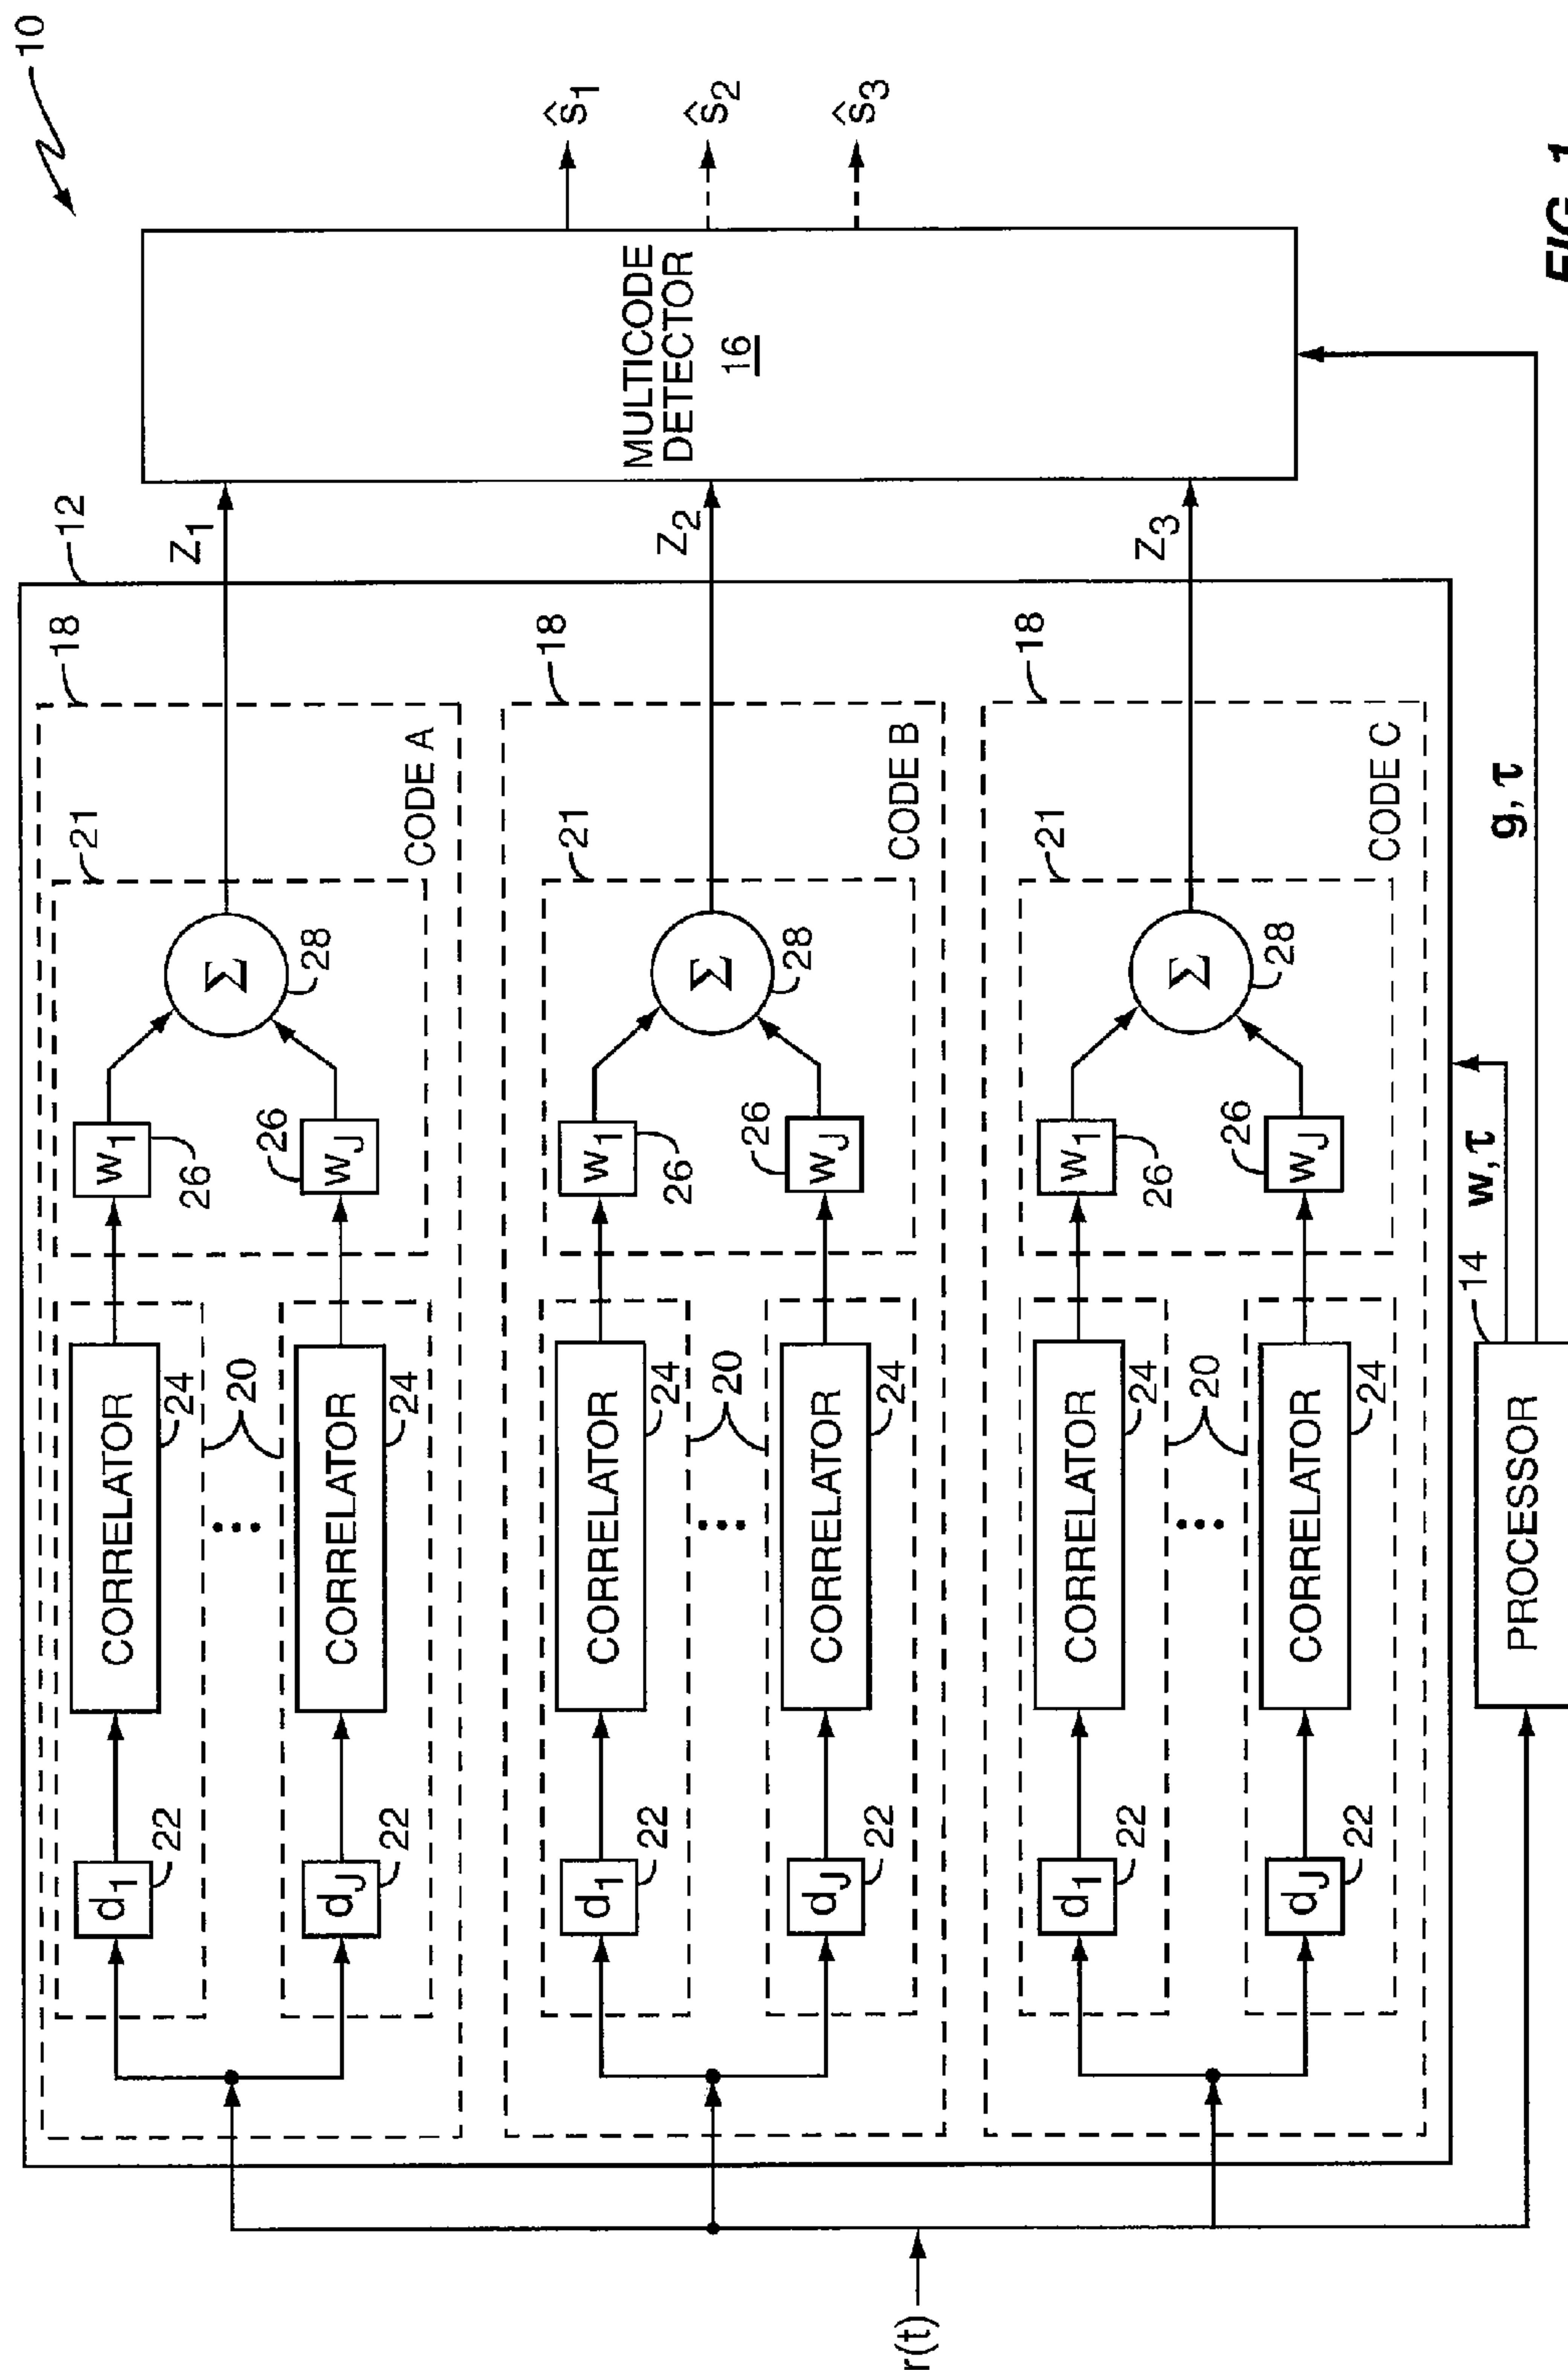 10
12
18
21
CODE A
d1
22
CORRELATOR
24
w1
26
20
...
dJ
22
CORRELATOR
24
wJ
26
Σ
28
z1
18
21
CODE B
d1
22
CORRELATOR
24
w1
26
20
...
dJ
22
CORRELATOR
24
wJ
26
Σ
28
z2
18
21
CODE C
d1
22
CORRELATOR
24
w1
26
20
...
dJ
22
CORRELATOR
24
wJ
26
Σ
28
z3
MULTICODE
DETECTOR
16
ŝ1
ŝ2
ŝ3
r(t)
PROCESSOR
14
w, τ
g, τ
FIG. 1